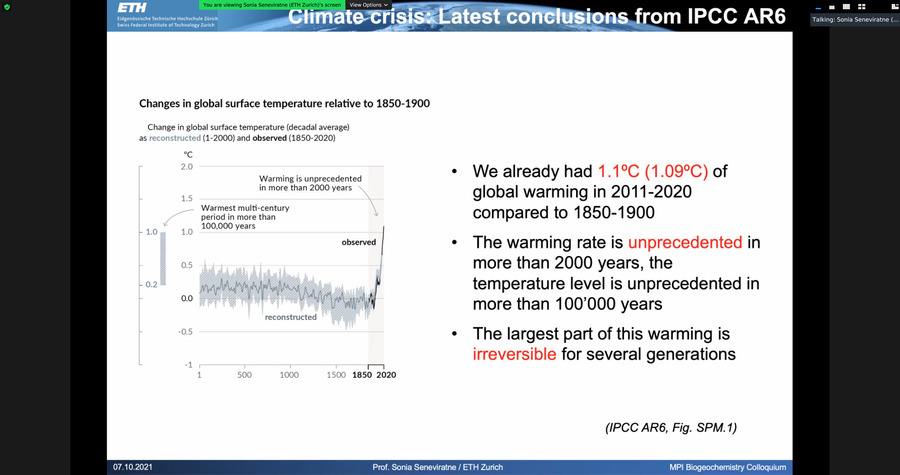 You are viewing Sonia Seneviratne (ETH Zurich)'s screen
View Options
Talking: Sonia Seneviratne (...
ETH
Eidgenössische Technische Hochschule Zürich
Swiss Federal Institute of Technology Zurich
Climate crisis: Latest conclusions from IPCC AR6
Changes in global surface temperature relative to 1850-1900
Change in global surface temperature (decadal average)
as reconstructed (1-2000) and observed (1850-2020)
ºC
2.0
1.5
1.0
0.5
0.0
-0.5
-1
1.0
0.2
Warming is unprecedented
in more than 2000 years
Warmest multi-century
period in more than
100,000 years
observed
reconstructed
1 500 1000 1500 1850 2020
• We already had 1.1ºC (1.09ºC) of
global warming in 2011-2020
compared to 1850-1900
• The warming rate is unprecedented in
more than 2000 years, the
temperature level is unprecedented in
more than 100’000 years
• The largest part of this warming is
irreversible for several generations
(IPCC AR6, Fig. SPM.1)
07.10.2021
Prof. Sonia Seneviratne / ETH Zurich
MPI Biogeochemistry Colloquium